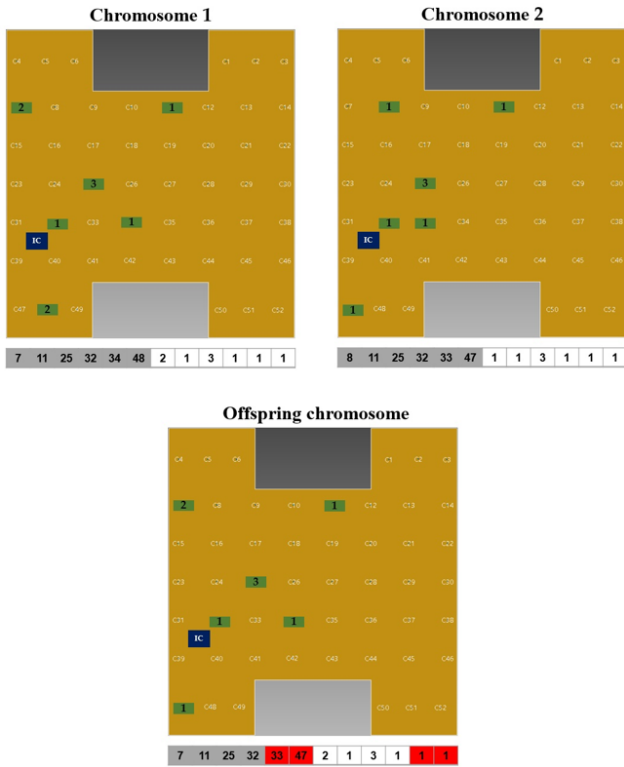 Chromosome 1
C4 C5 C6 C1 C2 C3
2 C8 C9 C10 1 C12 C13 C14
C15 C16 C17 C18 C19 C20 C21 C22
C23 C24 3 C26 C27 C28 C29 C30
C31 1 C33 1 C35 C36 C37 C38
IC
C39 C40 C41 C42 C43 C44 C45 C46
C47 2 C49 C50 C51 C52
7 11 25 32 34 48 2 1 3 1 1 1
Chromosome 2
C4 C5 C6 C1 C2 C3
C7 1 C9 C10 1 C12 C13 C14
C15 C16 C17 C18 C19 C20 C21 C22
C23 C24 3 C26 C27 C28 C29 C30
C31 1 1 C34 C35 C36 C37 C38
IC
C39 C40 C41 C42 C43 C44 C45 C46
1 C48 C49 C50 C51 C52
8 11 25 32 33 47 1 1 3 1 1 1
Offspring chromosome
C4 C5 C6 C1 C2 C3
2 C8 C9 C10 1 C12 C13 C14
C15 C16 C17 C18 C19 C20 C21 C22
C23 C24 3 C26 C27 C28 C29 C30
C31 1 C33 1 C35 C36 C37 C38
IC
C39 C40 C41 C42 C43 C44 C45 C46
1 C48 C49 C50 C51 C52
7 11 25 32 33 47 2 1 3 1 1 1